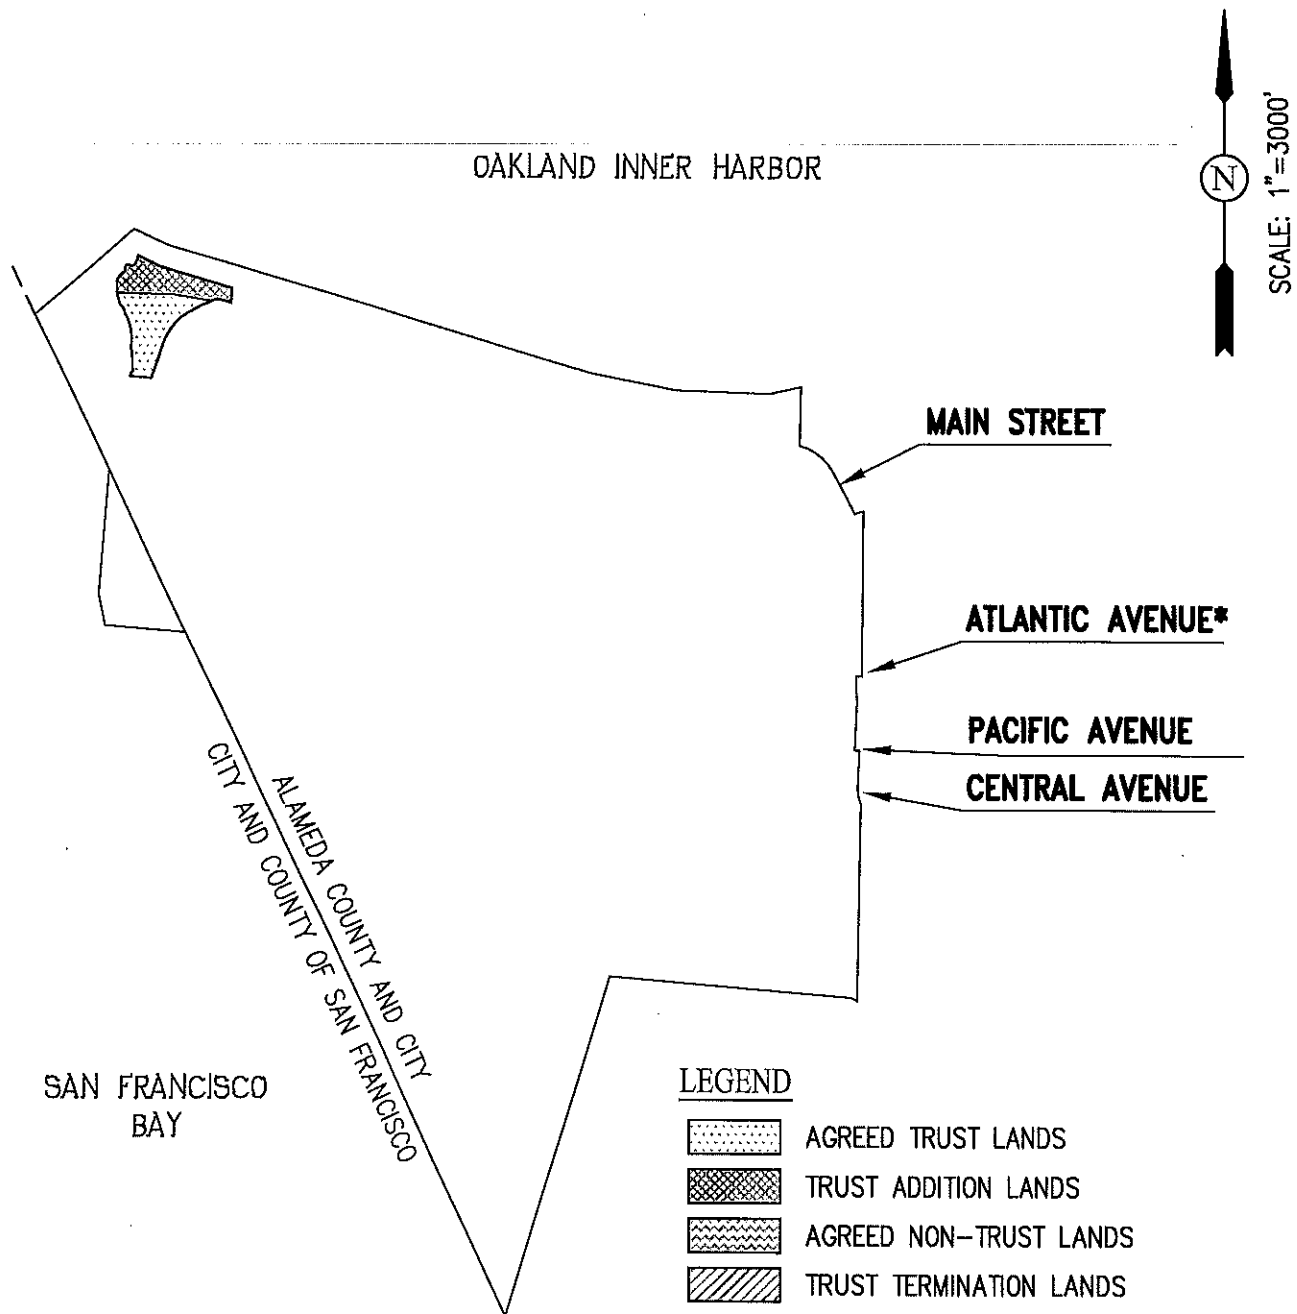 OAKLAND INNER HARBOR
N
SCALE: 1"=3000'
MAIN STREET
ATLANTIC AVENUE*
PACIFIC AVENUE
CENTRAL AVENUE
ALAMEDA COUNTY AND CITY
CITY AND COUNTY OF SAN FRANCISCO
SAN FRANCISCO
BAY
LEGEND
AGREED TRUST LANDS
TRUST ADDITION LANDS
AGREED NON-TRUST LANDS
TRUST TERMINATION LANDS